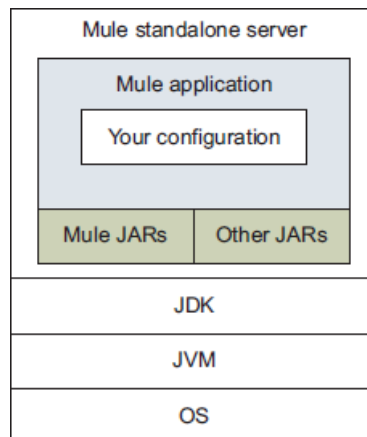 Mule standalone server
Mule application
Your configuration
Mule JARs
Other JARs
JDK
JVM
OS